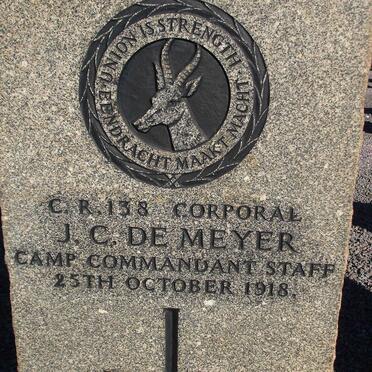 UNION IS STRENGTH
EENDRACHT MAAKT MACHT
C. R. 138 CORPORAL
J. C. DE MEYER
CAMP COMMANDANT STAFF
25TH OCTOBER 1918.